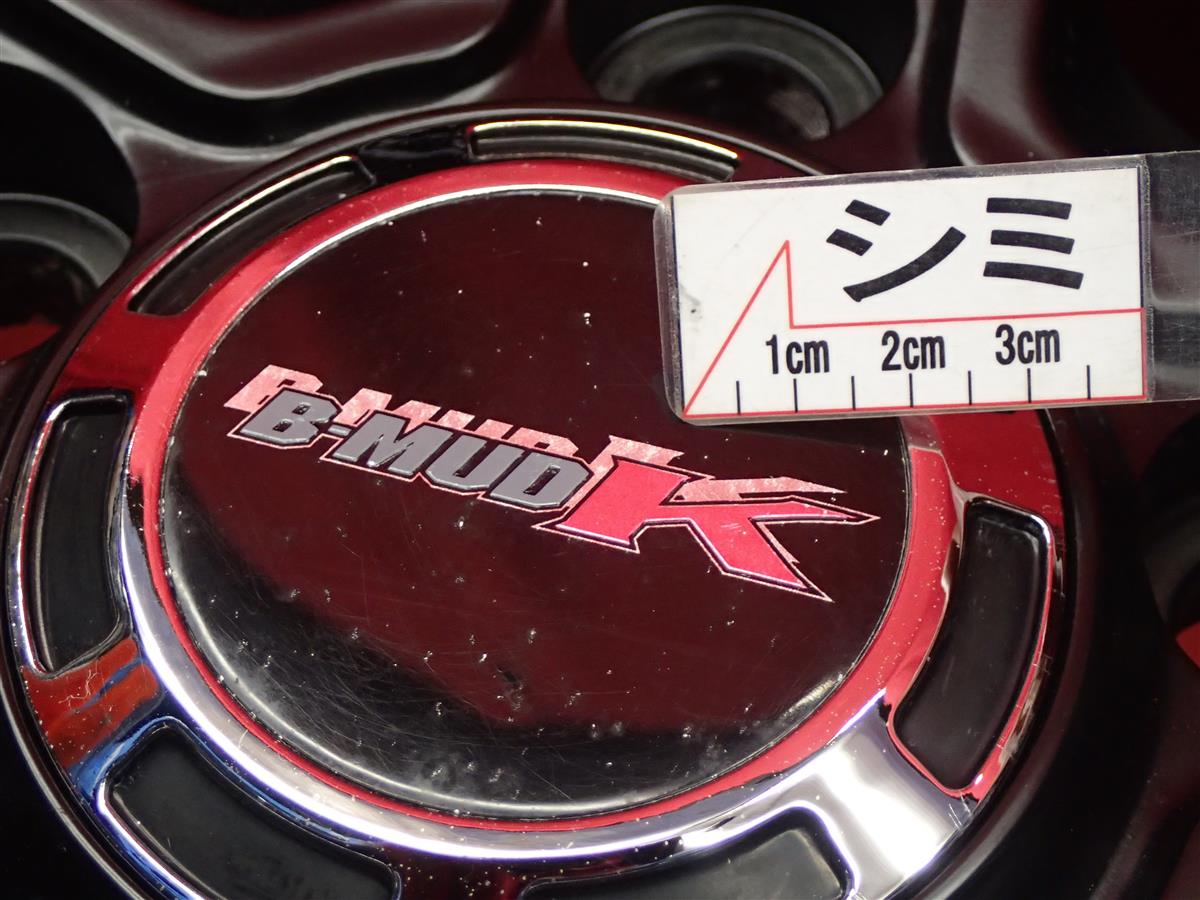 シミ
1cm 2cm 3cm
B-MUD K